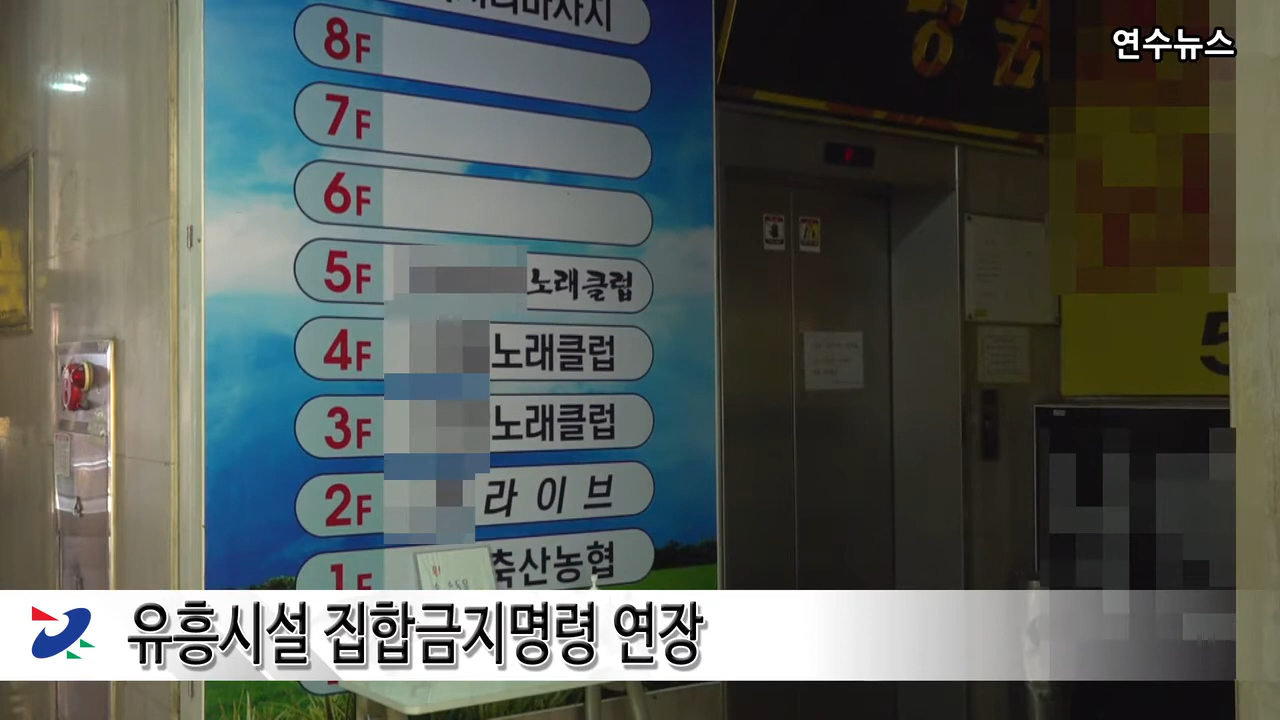 연수뉴스
8F
7F
6F
5F 노래클럽
4F 노래클럽
3F 노래클럽
2F 라이브
1F 축산농협
유흥시설 집합금지명령 연장